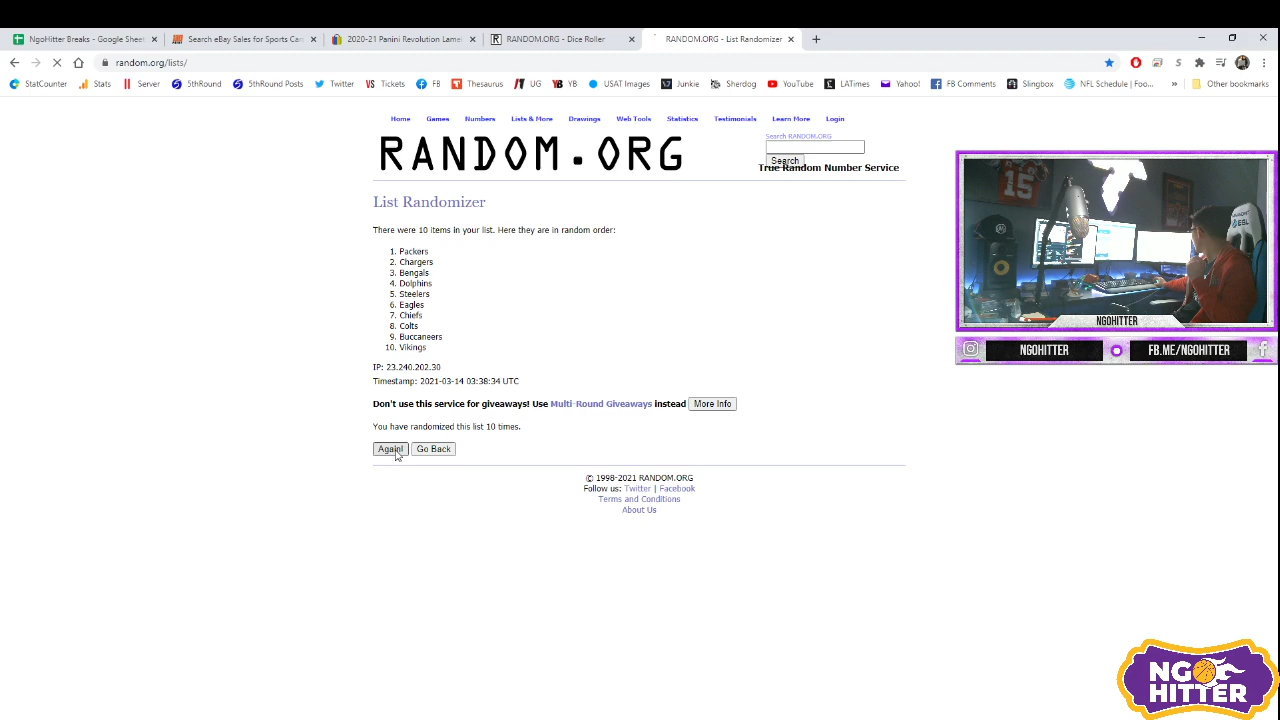 NgoHitter Breaks - Google Sheet
Search eBay Sales for Sports Car
2020-21 Panini Revolution Lamel
RANDOM.ORG - Dice Roller
RANDOM.ORG - List Randomizer
random.org/lists/
StatCounter
Stats
Server
5thRound
5thRound Posts
Twitter
Tickets
FB
Thesaurus
UG
YB
USAT Images
Junkie
Sherdog
YouTube
LATimes
Yahoo!
FB Comments
Slingbox
NFL Schedule | Foo...
Other bookmarks
Home Games Numbers Lists & More Drawings Web Tools Statistics Testimonials Learn More Login
Search RANDOM.ORG
RANDOM.ORG
Search
True Random Number Service
List Randomizer
There were 10 items in your list. Here they are in random order:
1. Packers
2. Chargers
3. Bengals
4. Dolphins
5. Steelers
6. Eagles
7. Chiefs
8. Colts
9. Buccaneers
10. Vikings
IP: 23.240.202.30
Timestamp: 2021-03-14 03:38:34 UTC
Don't use this service for giveaways! Use Multi-Round Giveaways instead More Info
You have randomized this list 10 times.
Again! Go Back
© 1998-2021 RANDOM.ORG
Follow us: Twitter | Facebook
Terms and Conditions
About Us
15
NGOHITTER
NGOHITTER
FB.ME/NGOHITTER
NGO
HITTER